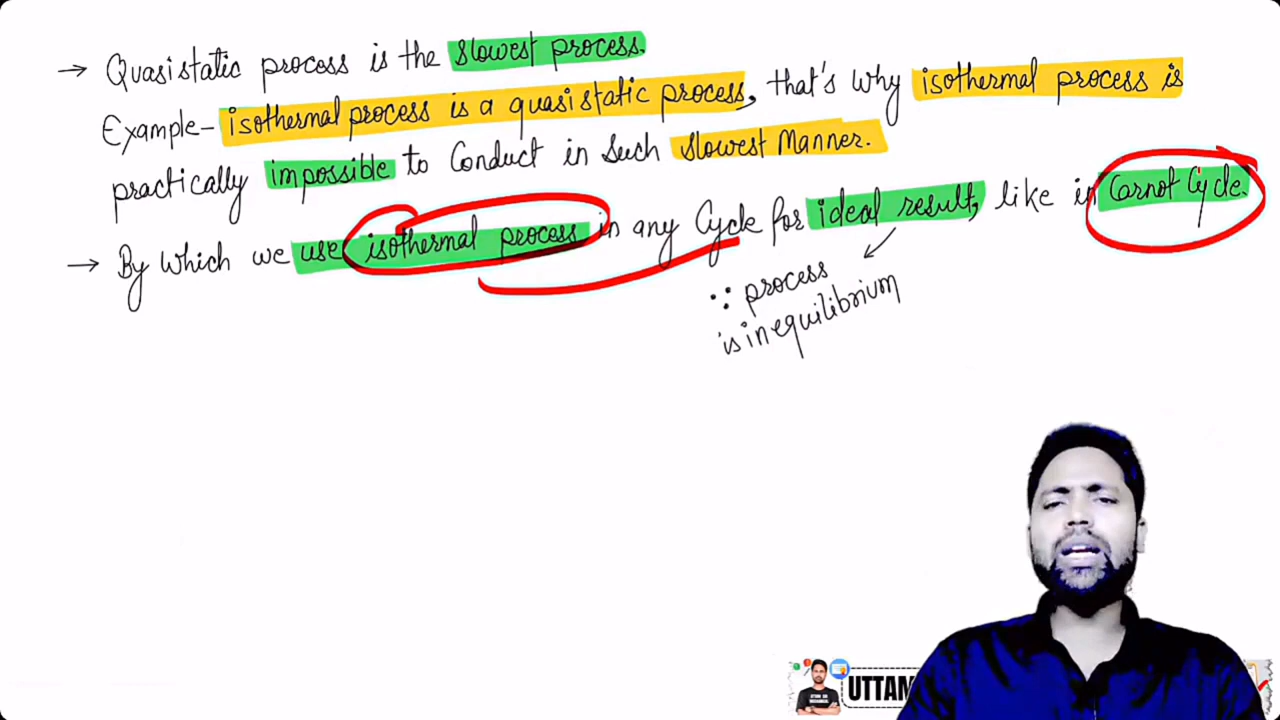 → Quasistatic process is the slowest process.
Example- isothermal process is a quasistatic process, that's why isothermal process is
practically impossible to Conduct in such slowest Manner.
→ By which we use isothermal process in any Cycle for ideal result, like in Carnot Cycle.
∵ process
is in equilibrium
UTTAM